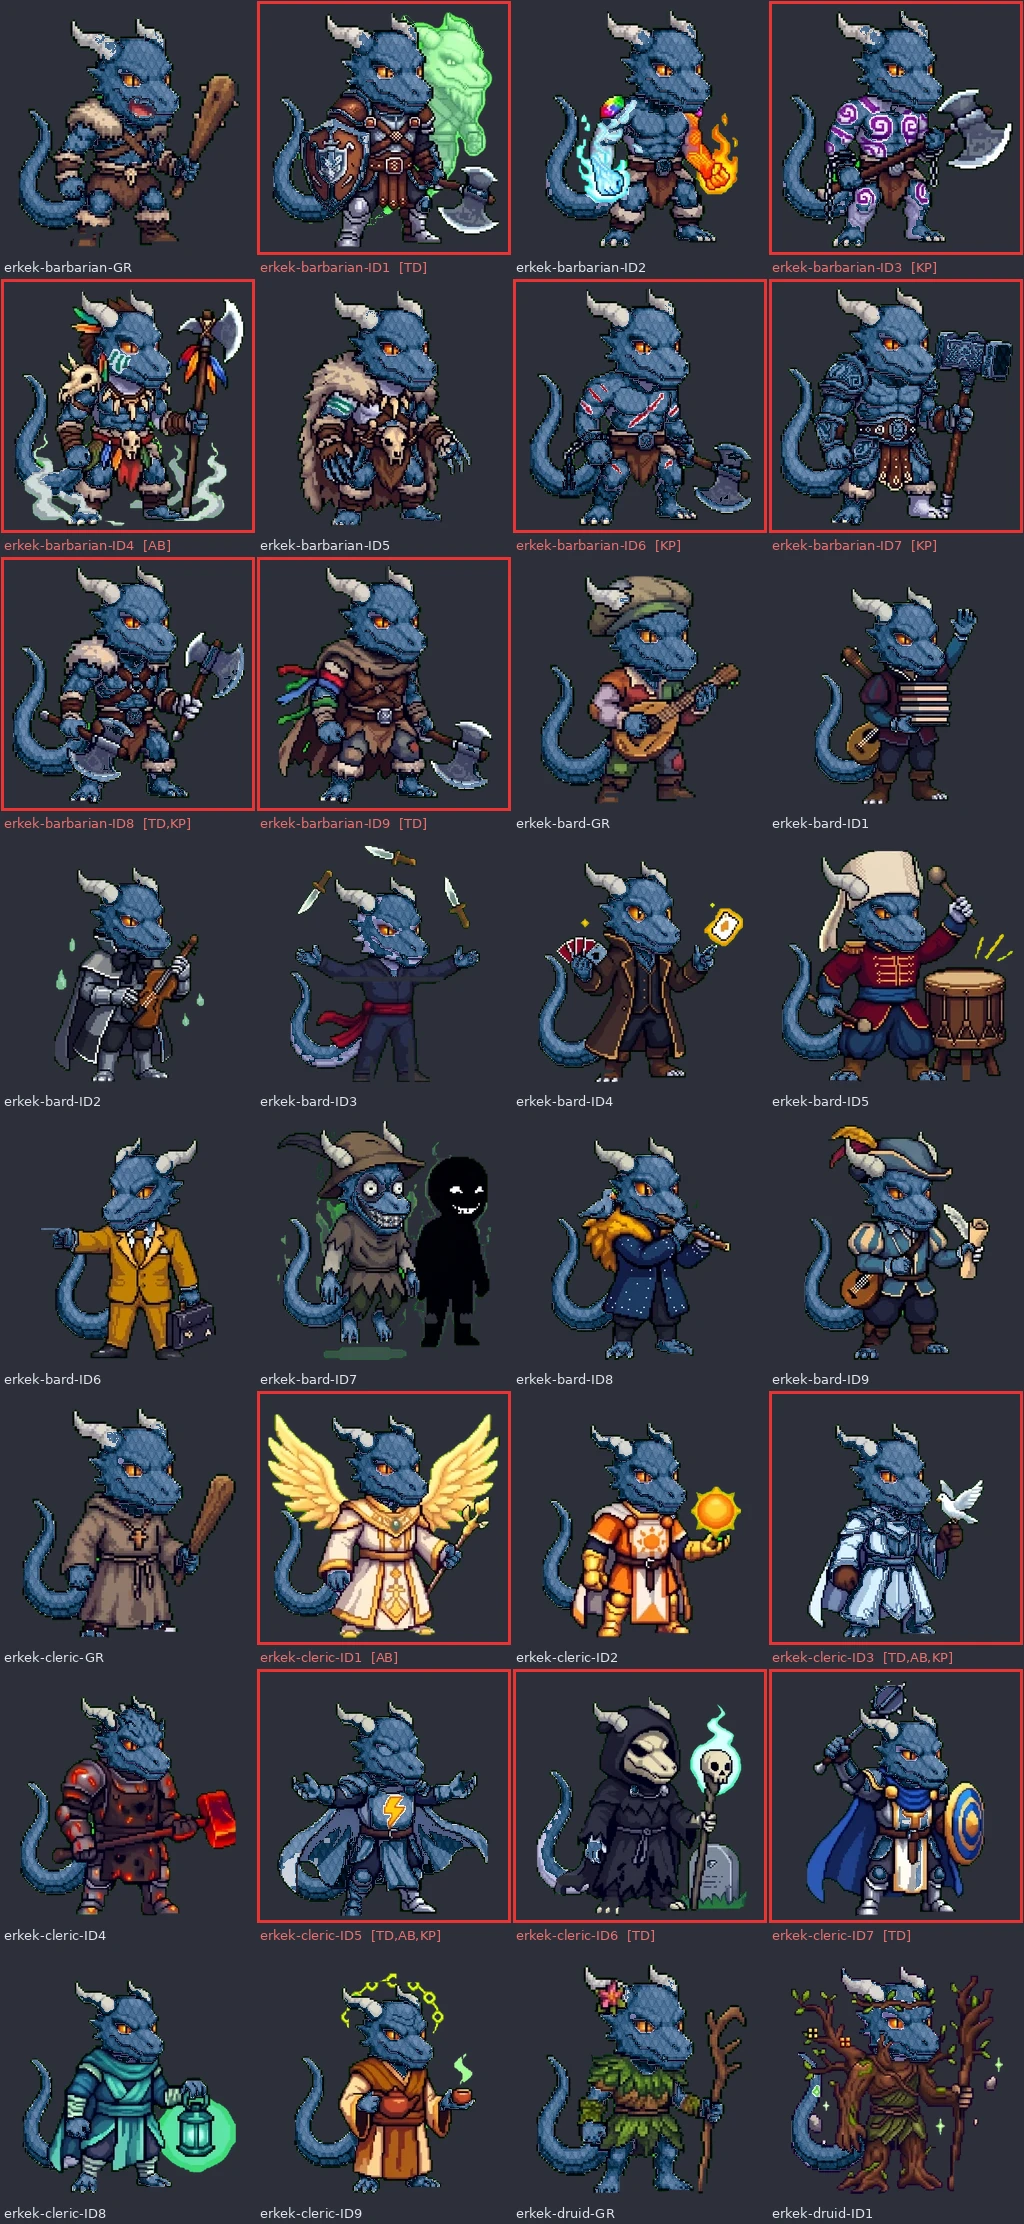 erkek-barbarian-GR
erkek-barbarian-ID1 [TD]
erkek-barbarian-ID2
erkek-barbarian-ID3 [KP]
erkek-barbarian-ID4 [AB]
erkek-barbarian-ID5
erkek-barbarian-ID6 [KP]
erkek-barbarian-ID7 [KP]
erkek-barbarian-ID8 [TD,KP]
erkek-barbarian-ID9 [TD]
erkek-bard-GR
erkek-bard-ID1
erkek-bard-ID2
erkek-bard-ID3
erkek-bard-ID4
erkek-bard-ID5
erkek-bard-ID6
erkek-bard-ID7
erkek-bard-ID8
erkek-bard-ID9
erkek-cleric-GR
erkek-cleric-ID1 [AB]
erkek-cleric-ID2
erkek-cleric-ID3 [TD,AB,KP]
erkek-cleric-ID4
erkek-cleric-ID5 [TD,AB,KP]
erkek-cleric-ID6 [TD]
erkek-cleric-ID7 [TD]
erkek-cleric-ID8
erkek-cleric-ID9
erkek-druid-GR
erkek-druid-ID1